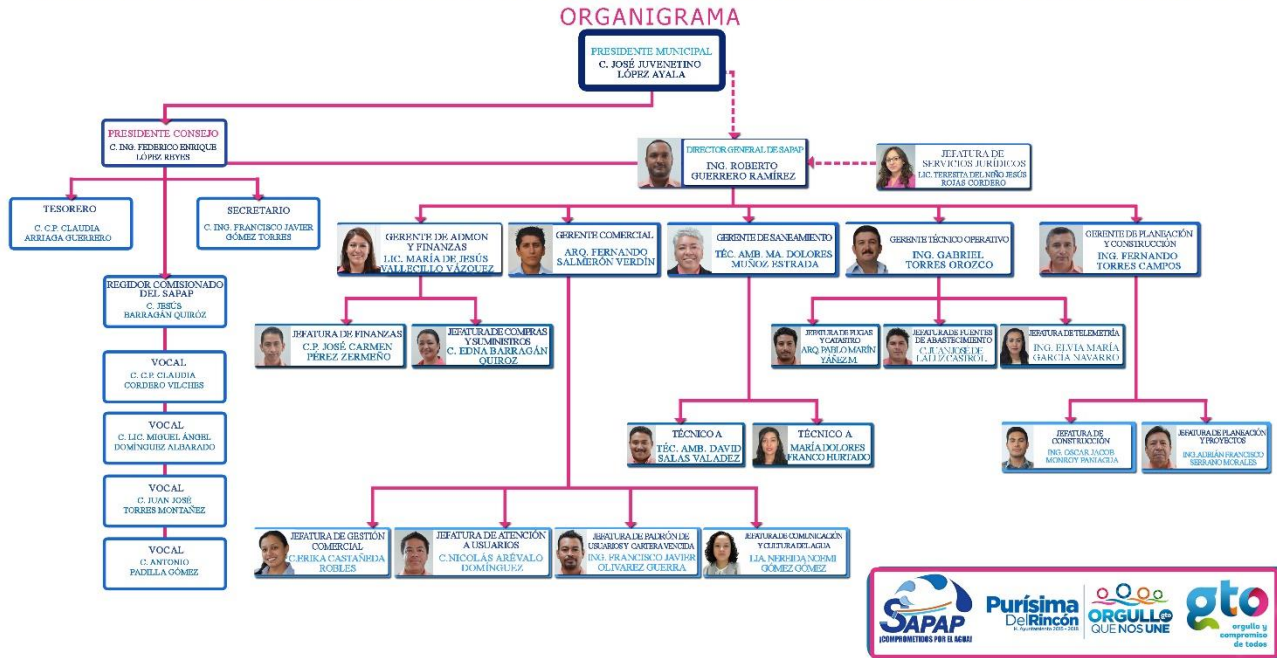 ORGANIGRAMA
PRESIDENTE MUNICIPAL
C. JOSÉ JUVENETINO
LÓPEZ AYALA
PRESIDENTE CONSEJO
C. ING. FEDERICO ENRIQUE
LÓPEZ REYES
DIRECTOR GENERAL DE SAPAP
ING. ROBERTO
GUERRERO RAMÍREZ
JEFATURA DE
SERVICIOS JURÍDICOS
LIC. TERESITA DEL NIÑO JESÚS
ROJAS CORDERO
TESORERO
C. C.P. CLAUDIA
ARRIAGA GUERRERO
SECRETARIO
C. ING. FRANCISCO JAVIER
GÓMEZ TORRES
GERENTE DE ADMON
Y FINANZAS
LIC. MARÍA DE JESÚS
VALLECILLO VÁZQUEZ
GERENTE COMERCIAL
ARQ. FERNANDO
SALMERÓN VERDÍN
GERENTE DE SANEAMIENTO
TÉC. AMB. MA. DOLORES
MUÑOZ ESTRADA
GERENTE TÉCNICO OPERATIVO
ING. GABRIEL
TORRES OROZCO
GERENTE DE PLANEACIÓN
Y CONSTRUCCIÓN
ING. FERNANDO
TORRES CAMPOS
REGIDOR COMISIONADO
DEL SAPAP
C. JESÚS
BARRAGÁN QUIRÓZ
JEFATURA DE FINANZAS
C.P. JOSÉ CARMEN
PÉREZ ZERMEÑO
JEFATURA DE COMPRAS
Y SUMINISTROS
C. EDNA BARRAGÁN
QUIROZ
JEFATURA DE FUGAS
Y CATASTRO
ARQ. PABLO MARÍN
YÁÑEZ M.
JEFATURA DE FUENTES
DE ABASTECIMIENTO
C. JUAN JOSE DE
LA LUZ CASTRO L.
JEFATURA DE TELEMETRÍA
ING. ELVIA MARÍA
GARCÍA NAVARRO
VOCAL
C. C.P. CLAUDIA
CORDERO VILCHES
VOCAL
C. LIC. MIGUEL ÁNGEL
DOMÍNGUEZ ALBARADO
VOCAL
C. JUAN JOSÉ
TORRES MONTAÑEZ
VOCAL
C. ANTONIO
PADILLA GÓMEZ
TÉCNICO A
TÉC. AMB. DAVID
SALAS VALADEZ
TÉCNICO A
MARÍA DOLORES
FRANCO HURTADO
JEFATURA DE
CONSTRUCCIÓN
ING. OSCAR JACOB
MONROY PANIAGUA
JEFATURA DE PLANEACIÓN
Y PROYECTOS
ING. ADRIÁN FRANCISCO
SERRANO MORALES
JEFATURA DE GESTIÓN
COMERCIAL
C. ERIKA CASTAÑEDA
ROBLES
JEFATURA DE ATENCIÓN
A USUARIOS
C. NICOLÁS ARÉVALO
DOMÍNGUEZ
JEFATURA DE PADRÓN DE
USUARIOS Y CARTERA VENCIDA
ING. FRANCISCO JAVIER
OLIVAREZ GUERRA
JEFATURA DE COMUNICACIÓN
Y CULTURA DEL AGUA
LIA. NEREIDA NOEMI
GÓMEZ GÓMEZ
SAPAP
¡COMPROMETIDOS POR EL AGUA!
Purísima
DelRincón
H. Ayuntamiento 2015 - 2018
ORGULLO gto
QUE NOS UNE
gto
orgullo y
compromiso
de todos